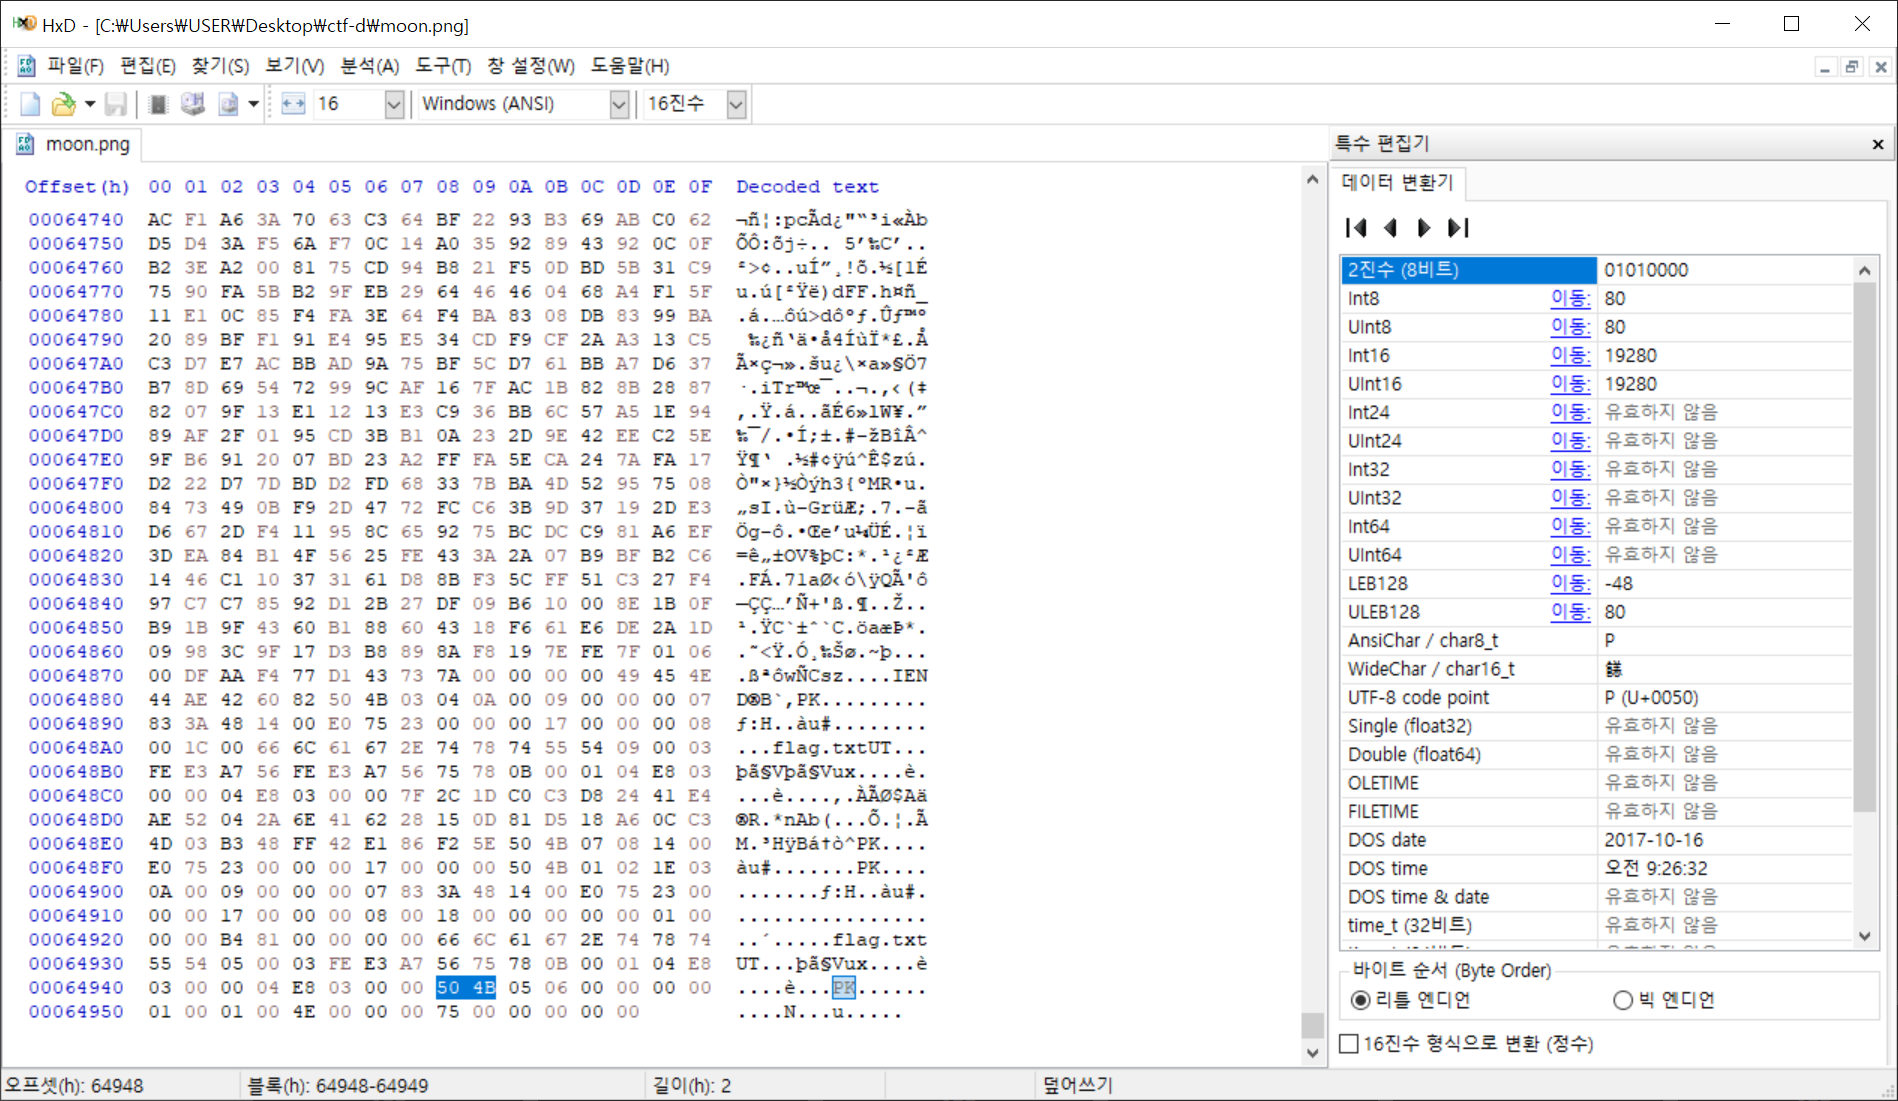 HxD - [C:₩Users₩USER₩Desktop₩ctf-d₩moon.png]
파일(F) 편집(E) 찾기(S) 보기(V) 분석(A) 도구(T) 창 설정(W) 도움말(H)
16 Windows (ANSI) 16진수
moon.png
Offset(h) 00 01 02 03 04 05 06 07 08 09 0A 0B 0C 0D 0E 0F Decoded text
00064740 AC F1 A6 3A 70 63 C3 64 BF 22 93 B3 69 AB C0 62 ¬ñ¦:pcÃd¿"“³i«Àb
00064750 D5 D4 3A F5 6A F7 0C 14 A0 35 92 89 43 92 0C 0F ÕÔ:õj÷.. 5’‰C’..
00064760 B2 3E A2 00 81 75 CD 94 B8 21 F5 0D BD 5B 31 C9 ²>¢..uÍ”¸!õ.½[1É
00064770 75 90 FA 5B B2 9F EB 29 64 46 46 04 68 A4 F1 5F u.ú[²Ÿë)dFF.h¤ñ_
00064780 11 E1 0C 85 F4 FA 3E 64 F4 BA 83 08 DB 83 99 BA .á.…ôú>dôºƒ.Ûƒ™º
00064790 20 89 BF F1 91 E4 95 E5 34 CD F9 CF 2A A3 13 C5 ‰¿ñ‘ä•å4ÍùÏ*£.Å
000647A0 C3 D7 E7 AC BB AD 9A 75 BF 5C D7 61 BB A7 D6 37 Ã×ç¬».šu¿\×a»§Ö7
000647B0 B7 8D 69 54 72 99 9C AF 16 7F AC 1B 82 8B 28 87 ·.iTr™œ¯..¬.‚‹(‡
000647C0 82 07 9F 13 E1 12 13 E3 C9 36 BB 6C 57 A5 1E 94 ‚.Ÿ.á..ãÉ6»lW¥.”
000647D0 89 AF 2F 01 95 CD 3B B1 0A 23 2D 9E 42 EE C2 5E ‰¯/.•Í;±.#-žBîÂ^
000647E0 9F B6 91 20 07 BD 23 A2 FF FA 5E CA 24 7A FA 17 Ÿ¶‘ .½#¢ÿú^Ê$zú.
000647F0 D2 22 D7 7D BD D2 FD 68 33 7B BA 4D 52 95 75 08 Ò"×}½Òýh3{ºMR•u.
00064800 84 73 49 0B F9 2D 47 72 FC C6 3B 9D 37 19 2D E3 „sI.ù-GrüÆ;.7.-ã
00064810 D6 67 2D F4 11 95 8C 65 92 75 BC DC C9 81 A6 EF Ög-ô.•Œe’u¼ÜÉ.¦ï
00064820 3D EA 84 B1 4F 56 25 FE 43 3A 2A 07 B9 BF B2 C6 =ê„±OV%þC:*.¹¿²Æ
00064830 14 46 C1 10 37 31 61 D8 8B F3 5C FF 51 C3 27 F4 .FÁ.71aØ‹ó\ÿQÃ'ô
00064840 97 C7 C7 85 92 D1 2B 27 DF 09 B6 10 00 8E 1B 0F —ÇÇ…’Ñ+'ß.¶..Ž..
00064850 B9 1B 9F 43 60 B1 88 60 43 18 F6 61 E6 DE 2A 1D ¹.ŸC`±ˆ`C.öaæÞ*.
00064860 09 98 3C 9F 17 D3 B8 89 8A F8 19 7E FE 7F 01 06 .˜<Ÿ.Ó¸‰Šø.~þ...
00064870 00 DF AA F4 77 D1 43 73 7A 00 00 00 00 49 45 4E .ßªôwÑCsz....IEN
00064880 44 AE 42 60 82 50 4B 03 04 0A 00 09 00 00 00 07 D®B`‚PK.........
00064890 83 3A 48 14 00 E0 75 23 00 00 00 17 00 00 00 08 ƒ:H..àu#........
000648A0 00 1C 00 66 6C 61 67 2E 74 78 74 55 54 09 00 03 ...flag.txtUT...
000648B0 FE E3 A7 56 FE E3 A7 56 75 78 0B 00 01 04 E8 03 þã§Vþã§Vux....è.
000648C0 00 00 04 E8 03 00 00 7F 2C 1D C0 C3 D8 24 41 E4 ...è....,.ÀÃØ$Aä
000648D0 AE 52 04 2A 6E 41 62 28 15 0D 81 D5 18 A6 0C C3 ®R.*nAb(...Õ.¦.Ã
000648E0 4D 03 B3 48 FF 42 E1 86 F2 5E 50 4B 07 08 14 00 M.³HÿBá†ò^PK....
000648F0 E0 75 23 00 00 00 17 00 00 00 50 4B 01 02 1E 03 àu#.......PK....
00064900 0A 00 09 00 00 00 07 83 3A 48 14 00 E0 75 23 00 .......ƒ:H..àu#.
00064910 00 00 17 00 00 00 08 00 18 00 00 00 00 00 01 00 ................
00064920 00 00 B4 81 00 00 00 00 66 6C 61 67 2E 74 78 74 ..´.....flag.txt
00064930 55 54 05 00 03 FE E3 A7 56 75 78 0B 00 01 04 E8 UT...þã§Vux....è
00064940 03 00 00 04 E8 03 00 00 50 4B 05 06 00 00 00 00 ....è...PK......
00064950 01 00 01 00 4E 00 00 00 75 00 00 00 00 00 ....N...u.....
특수 편집기
데이터 변환기
2진수 (8비트) 01010000
Int8 이동: 80
UInt8 이동: 80
Int16 이동: 19280
UInt16 이동: 19280
Int24 이동: 유효하지 않음
UInt24 이동: 유효하지 않음
Int32 이동: 유효하지 않음
UInt32 이동: 유효하지 않음
Int64 이동: 유효하지 않음
UInt64 이동: 유효하지 않음
LEB128 이동: -48
ULEB128 이동: 80
AnsiChar / char8_t P
WideChar / char16_t
UTF-8 code point P (U+0050)
Single (float32) 유효하지 않음
Double (float64) 유효하지 않음
OLETIME 유효하지 않음
FILETIME 유효하지 않음
DOS date 2017-10-16
DOS time 오전 9:26:32
DOS time & date 유효하지 않음
time_t (32비트) 유효하지 않음
바이트 순서 (Byte Order)
리틀 엔디언 빅 엔디언
16진수 형식으로 변환 (정수)
오프셋(h): 64948 블록(h): 64948-64949 길이(h): 2 덮어쓰기